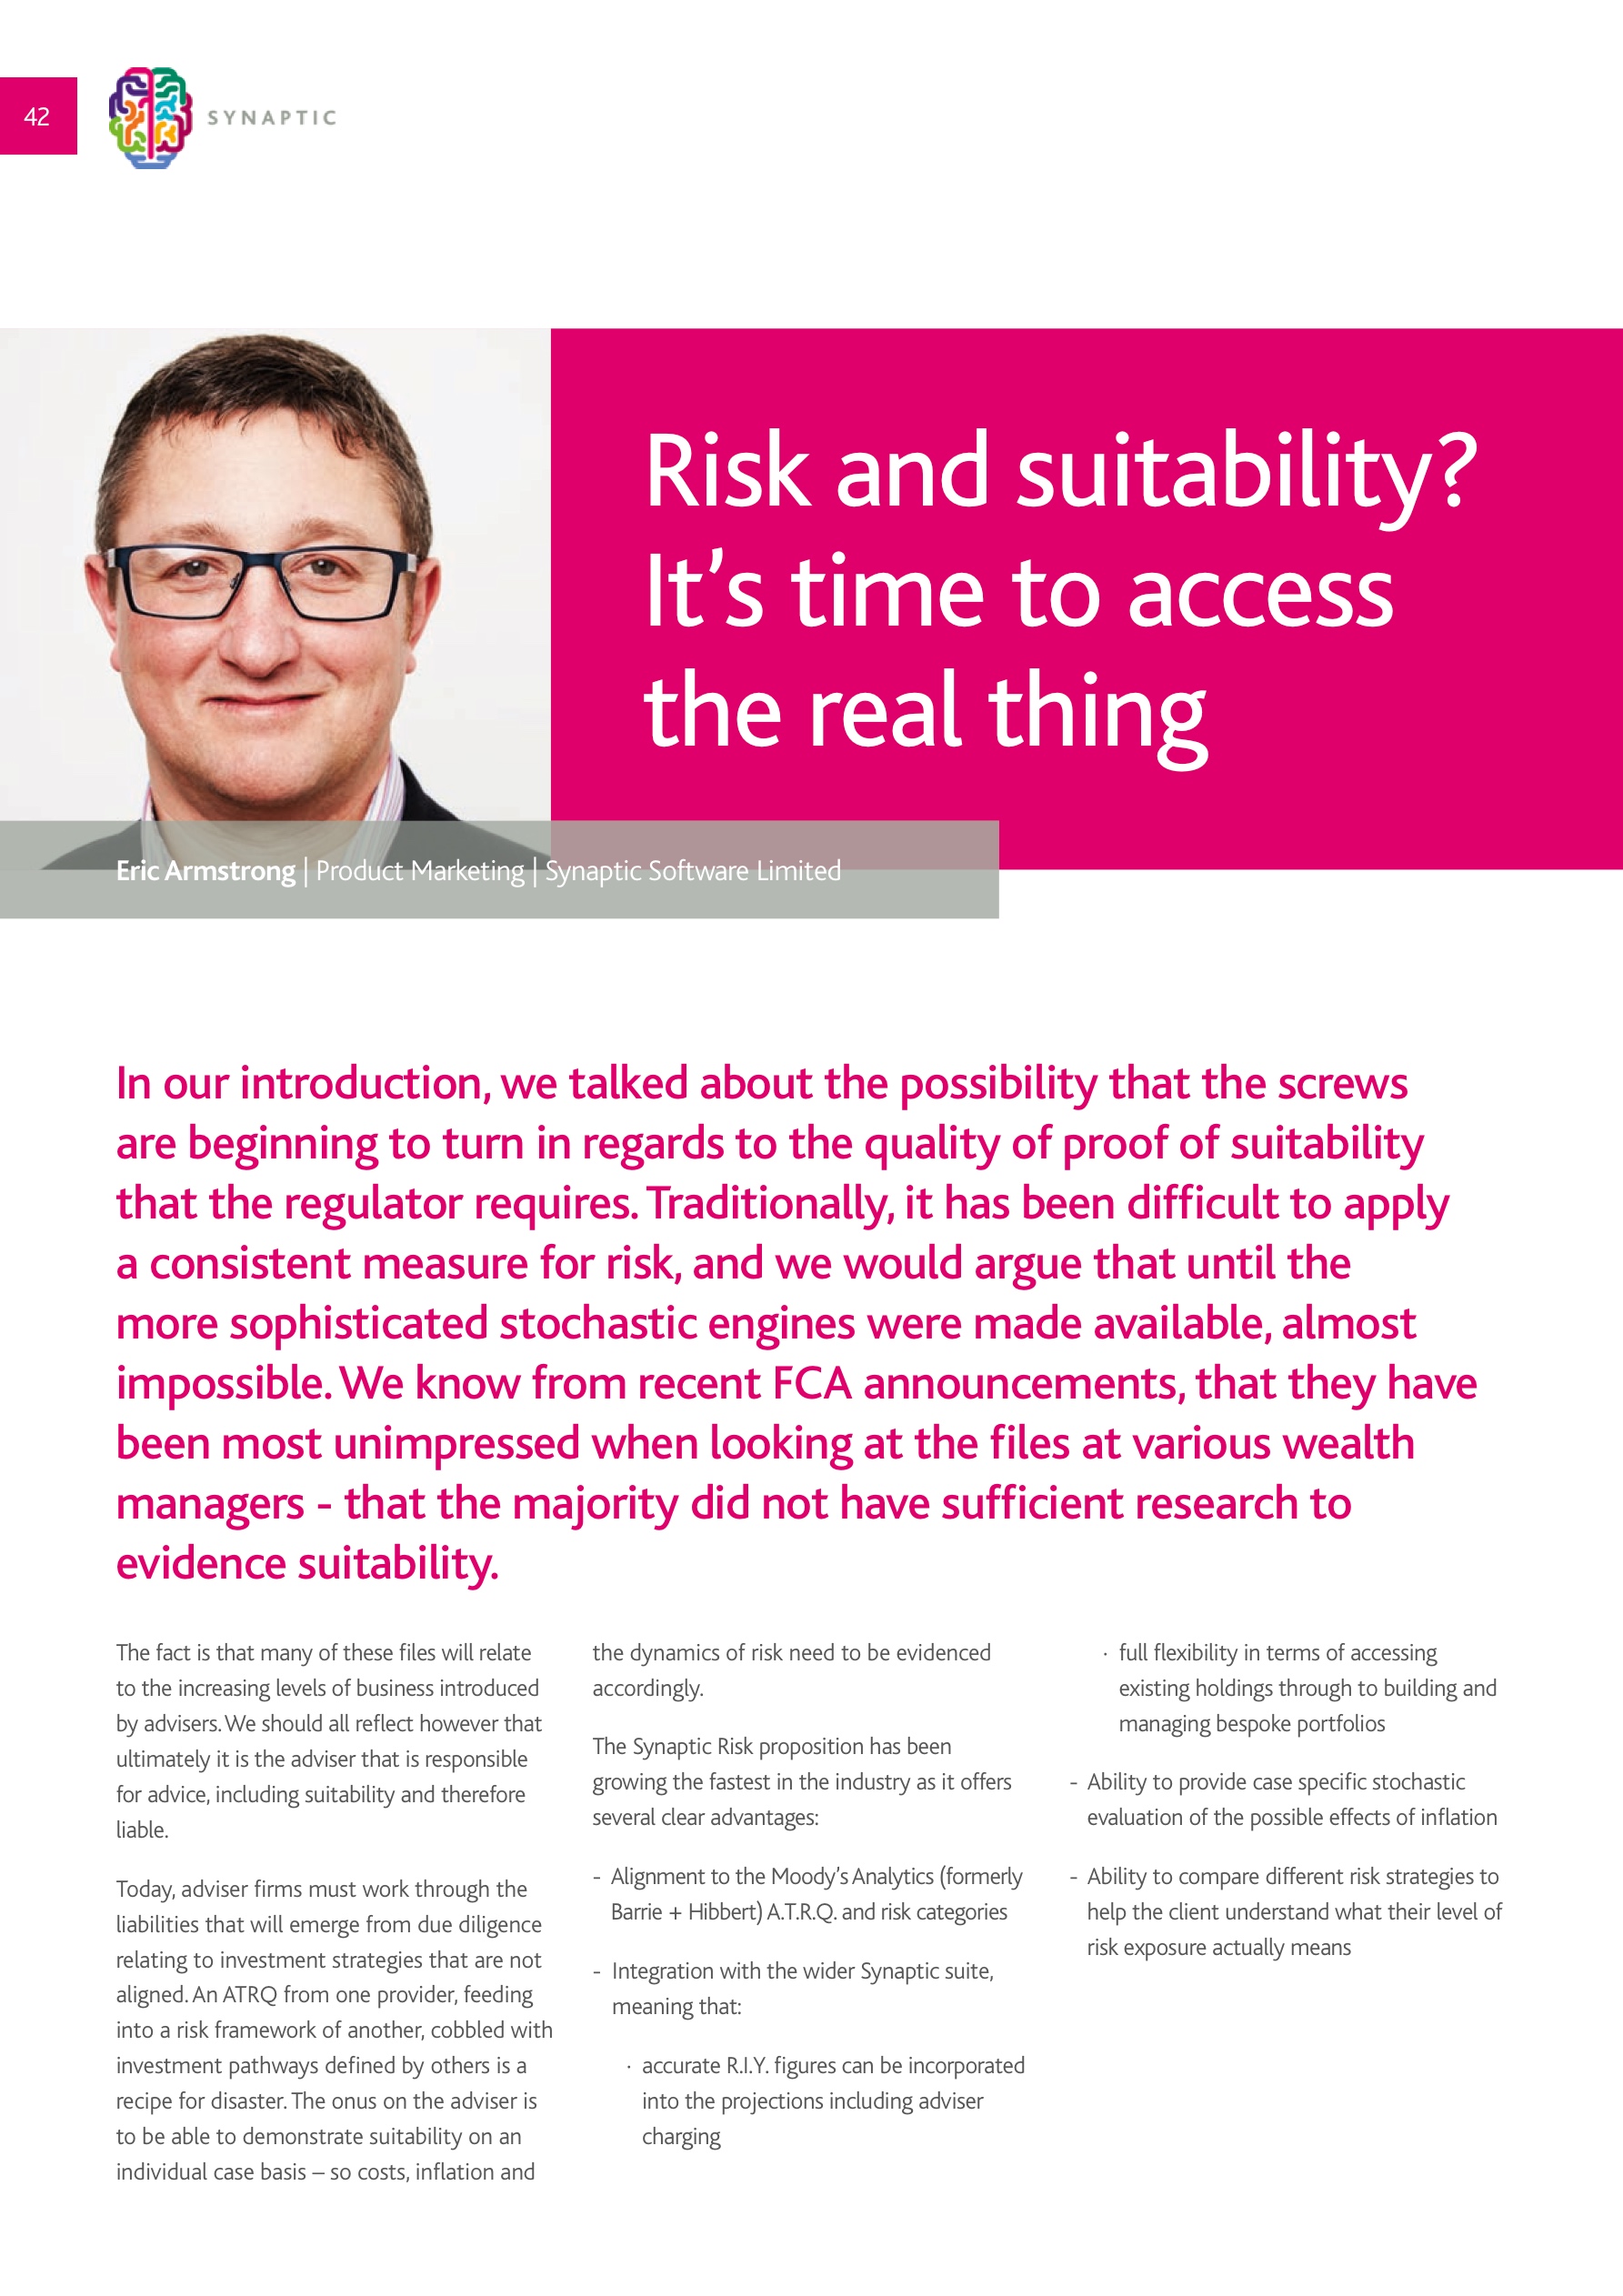 42
SYNAPTIC
Risk and suitability?
It's time to access
the real thing
Eric Armstrong | Product Marketing | Synaptic Software Limited
In our introduction, we talked about the possibility that the screws
are beginning to turn in regards to the quality of proof of suitability
that the regulator requires. Traditionally, it has been difficult to apply
a consistent measure for risk, and we would argue that until the
more sophisticated stochastic engines were made available, almost
impossible. We know from recent FCA announcements, that they have
been most unimpressed when looking at the files at various wealth
managers - that the majority did not have sufficient research to
evidence suitability.
The fact is that many of these files will relate
to the increasing levels of business introduced
by advisers. We should all reflect however that
ultimately it is the adviser that is responsible
for advice, including suitability and therefore
liable.
Today, adviser firms must work through the
liabilities that will emerge from due diligence
relating to investment strategies that are not
aligned. An ATRQ from one provider, feeding
into a risk framework of another, cobbled with
investment pathways defined by others is a
recipe for disaster. The onus on the adviser is
to be able to demonstrate suitability on an
individual case basis – so costs, inflation and
the dynamics of risk need to be evidenced
accordingly.
The Synaptic Risk proposition has been
growing the fastest in the industry as it offers
several clear advantages:
- Alignment to the Moody's Analytics (formerly
Barrie + Hibbert) A.T.R.Q. and risk categories
- Integration with the wider Synaptic suite,
meaning that:
· accurate R.I.Y. figures can be incorporated
into the projections including adviser
charging
· full flexibility in terms of accessing
existing holdings through to building and
managing bespoke portfolios
- Ability to provide case specific stochastic
evaluation of the possible effects of inflation
- Ability to compare different risk strategies to
help the client understand what their level of
risk exposure actually means